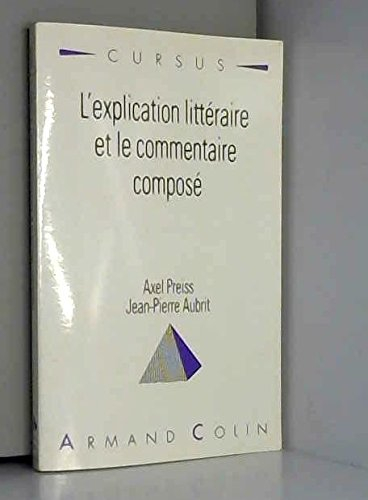 CURSUS
L'explication littéraire
et le commentaire
composé
Axel Preiss
Jean-Pierre Aubrit
ARMAND COLIN